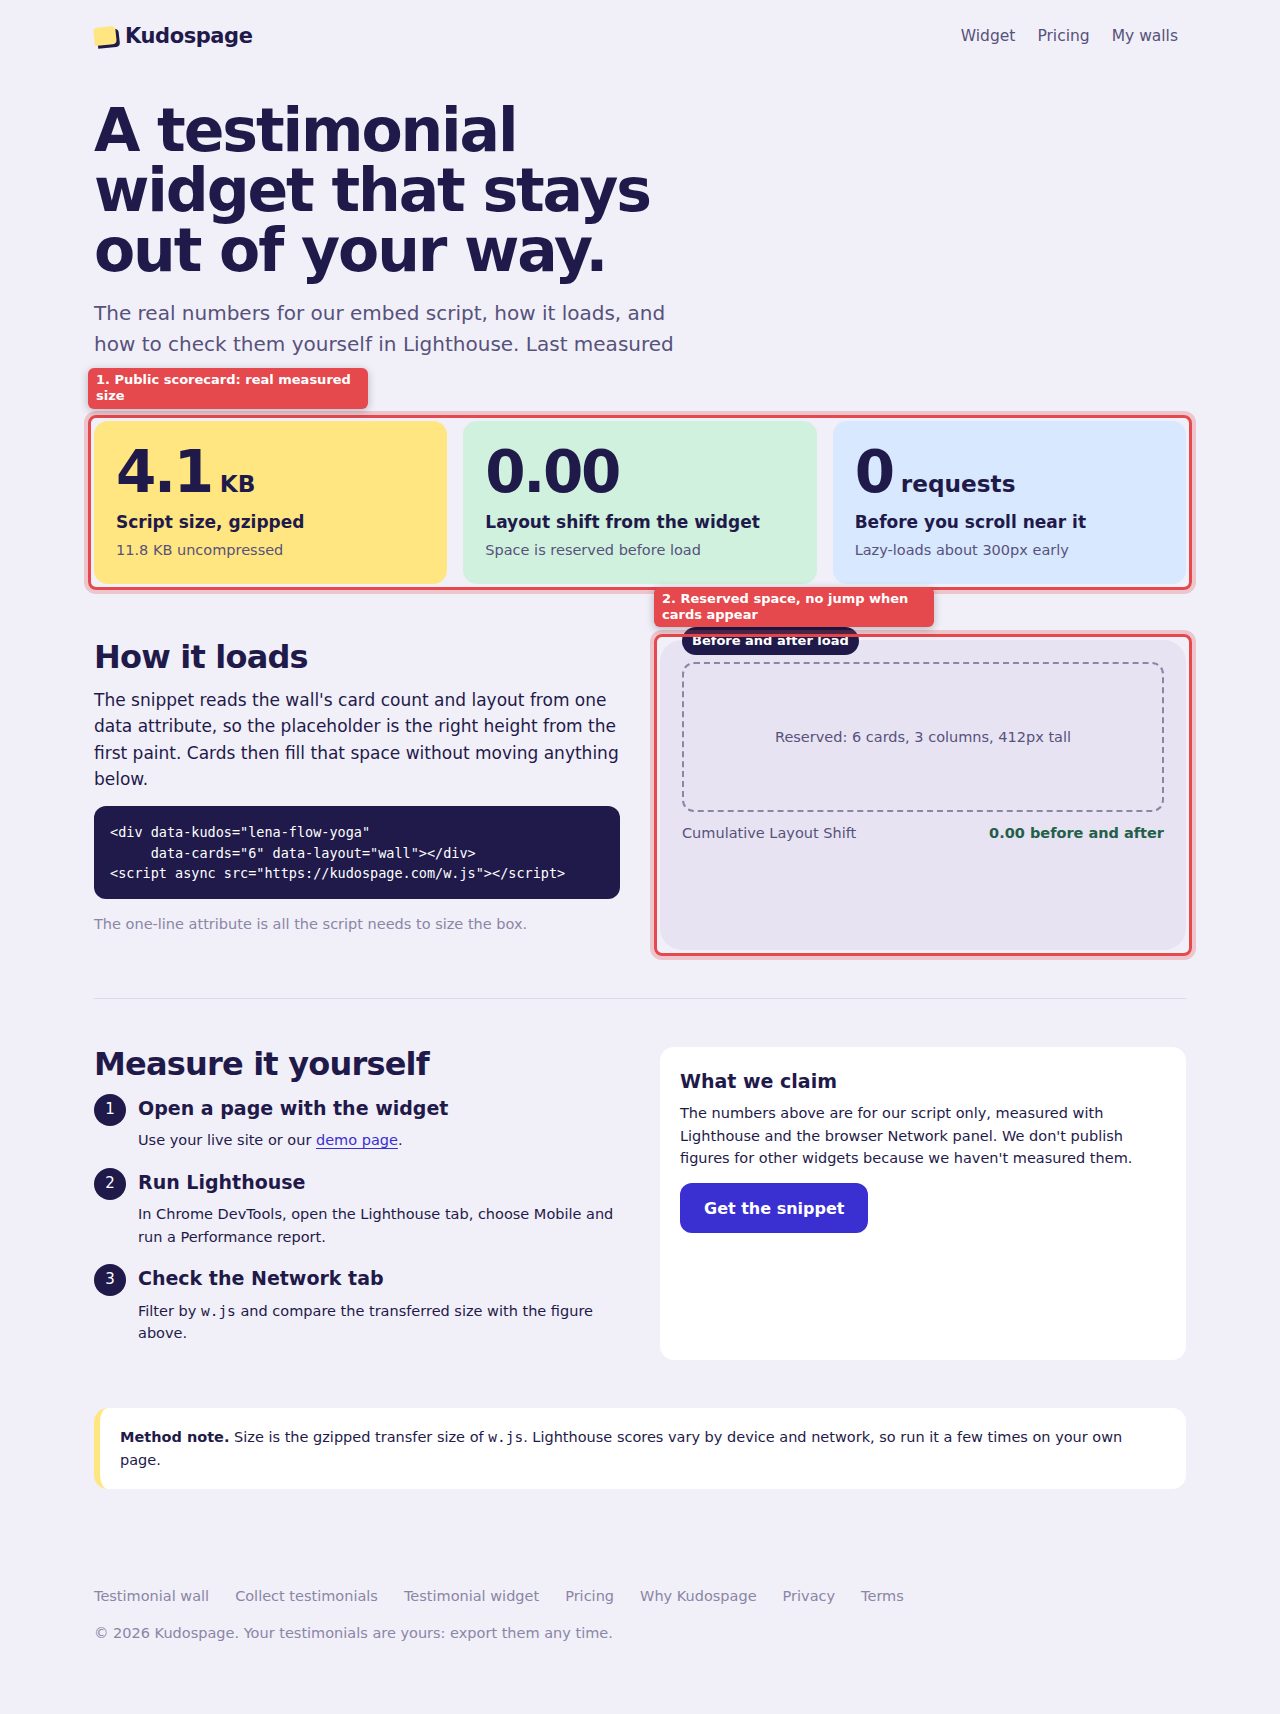 Kudospage
Widget Pricing My walls
A testimonial
widget that stays
out of your way.
The real numbers for our embed script, how it loads, and
how to check them yourself in Lighthouse. Last measured
1. Public scorecard: real measured
size
4.1 KB
Script size, gzipped
11.8 KB uncompressed
0.00
Layout shift from the widget
Space is reserved before load
0 requests
Before you scroll near it
Lazy-loads about 300px early
2. Reserved space, no jump when
cards appear
How it loads
The snippet reads the wall's card count and layout from one
data attribute, so the placeholder is the right height from the
first paint. Cards then fill that space without moving anything
below.
<div data-kudos="lena-flow-yoga"
data-cards="6" data-layout="wall"></div>
<script async src="https://kudospage.com/w.js"></script>
The one-line attribute is all the script needs to size the box.
Before and after load
Reserved: 6 cards, 3 columns, 412px tall
Cumulative Layout Shift
0.00 before and after
Measure it yourself
1 Open a page with the widget
Use your live site or our demo page.
2 Run Lighthouse
In Chrome DevTools, open the Lighthouse tab, choose Mobile and
run a Performance report.
3 Check the Network tab
Filter by w.js and compare the transferred size with the figure
above.
What we claim
The numbers above are for our script only, measured with
Lighthouse and the browser Network panel. We don't publish
figures for other widgets because we haven't measured them.
Get the snippet
Method note. Size is the gzipped transfer size of w.js. Lighthouse scores vary by device and network, so run it a few times on your own
page.
Testimonial wall Collect testimonials Testimonial widget Pricing Why Kudospage Privacy Terms
© 2026 Kudospage. Your testimonials are yours: export them any time.